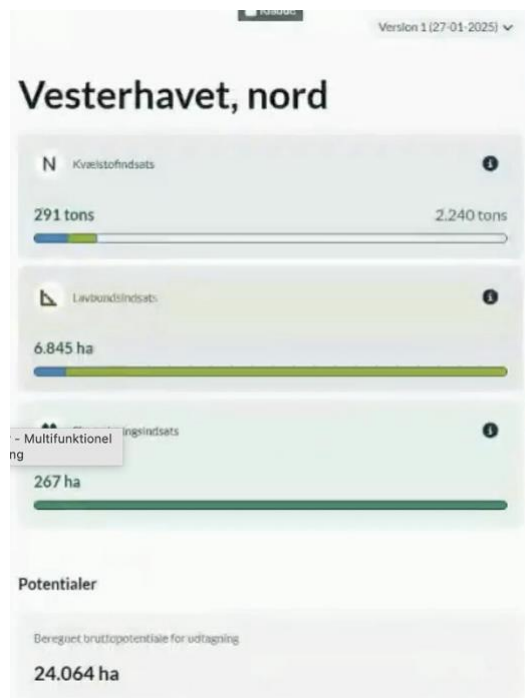 Version 1 (27-01-2025)
Vesterhavet, nord
N Kvælstofindsats
291 tons 2.240 tons
Lavbundsindsats
6.845 ha
ingsindsats
- Multifunktionel
ng
267 ha
Potentialer
Beregnet bruttopotentiale for udtagning
24.064 ha